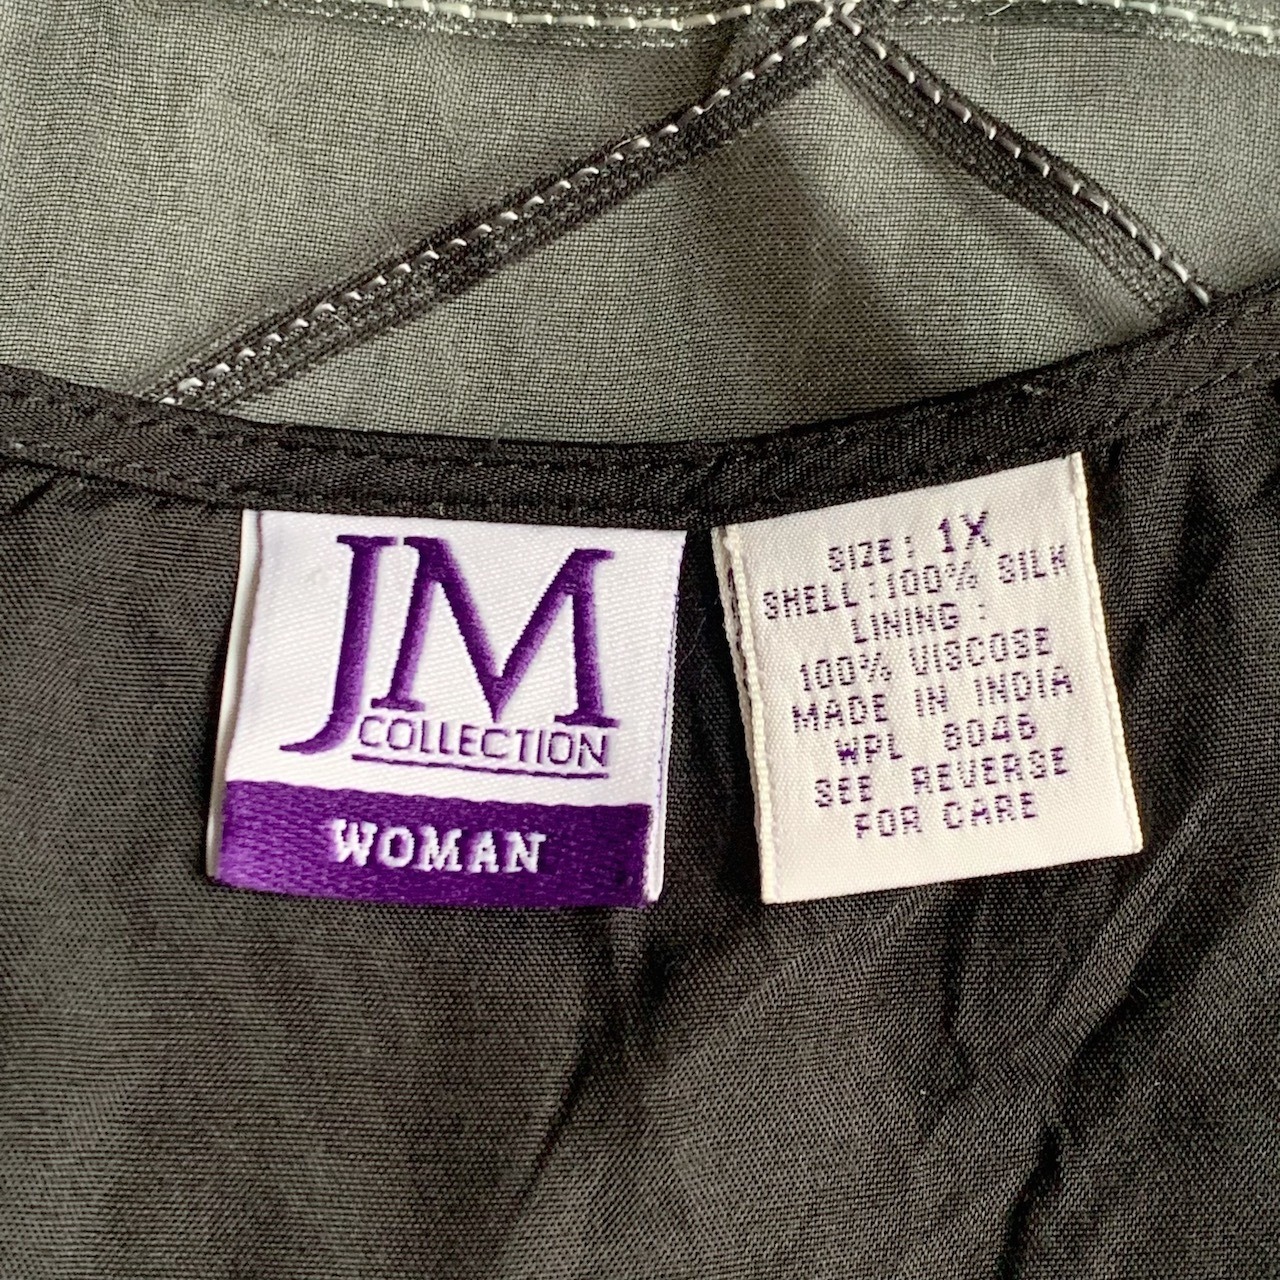 JM
COLLECTION
WOMAN
SIZE: 1X
SHELL:100% SILK
LINING :
100% VISCOSE
MADE IN INDIA
WPL 8046
SEE REVERSE
FOR CARE